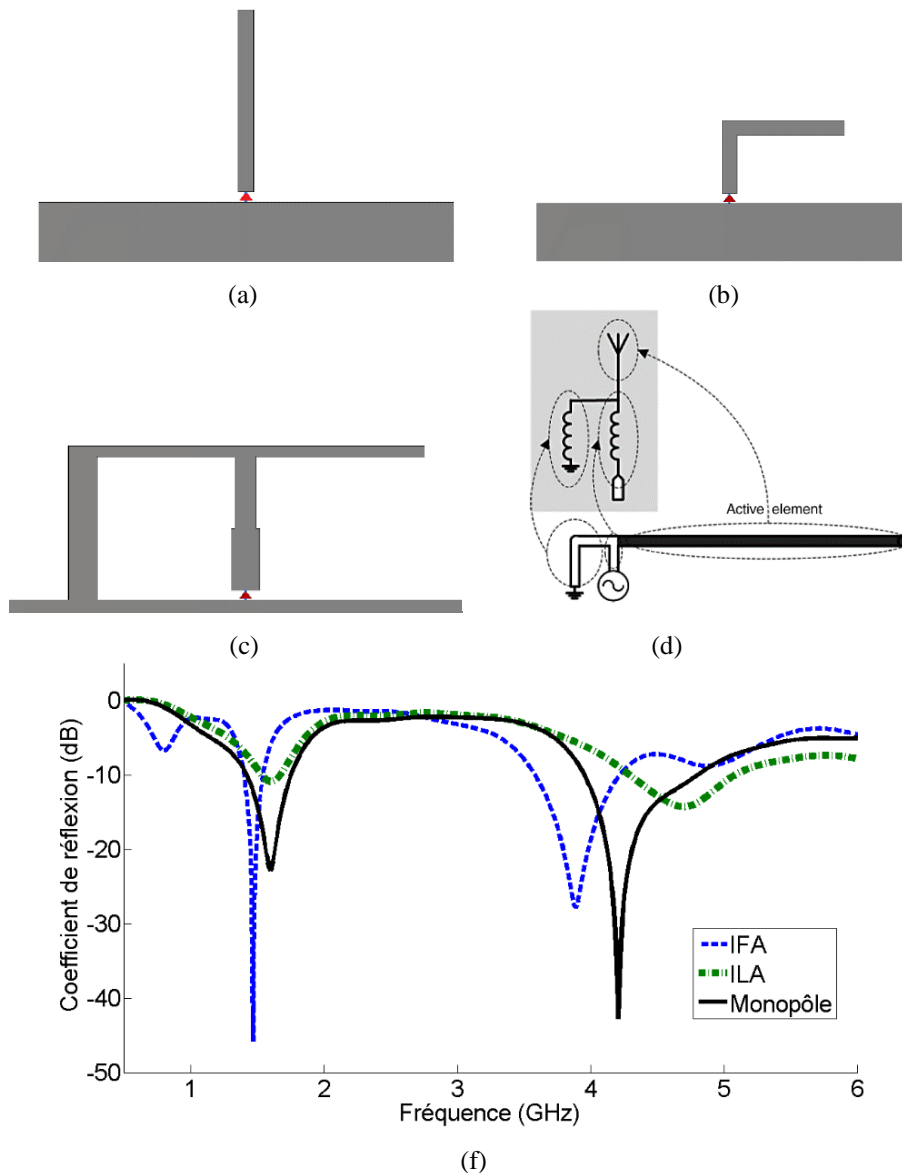 (a)
(b)
Active element
(c)
(d)
0
-10
-20
-30
-40
-50
Coefficient de réflexion (dB)
IFA
ILA
Monopôle
1 2 3 4 5 6
Fréquence (GHz)
(f)